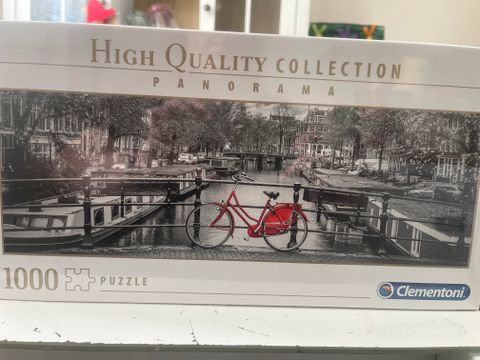 HIGH QUALITY COLLECTION
PANORAMA
1000 PUZZLE
Clementoni